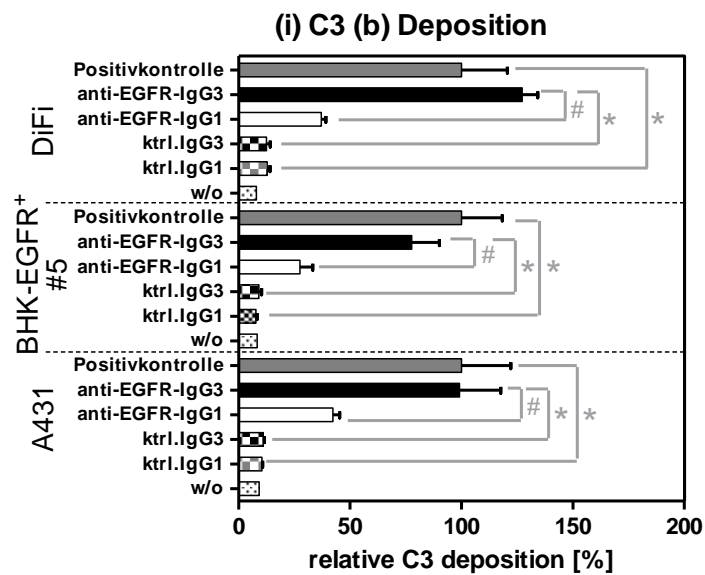 (i) C3 (b) Deposition
DiFi
Positivkontrolle
anti-EGFR-IgG3
anti-EGFR-IgG1
ktrl.IgG3
ktrl.IgG1
w/o
#
*
*
BHK-EGFR+
#5
Positivkontrolle
anti-EGFR-IgG3
anti-EGFR-IgG1
ktrl.IgG3
ktrl.IgG1
w/o
#
*
*
A431
Positivkontrolle
anti-EGFR-IgG3
anti-EGFR-IgG1
ktrl.IgG3
ktrl.IgG1
w/o
#
*
*
0 50 100 150 200
relative C3 deposition [%]